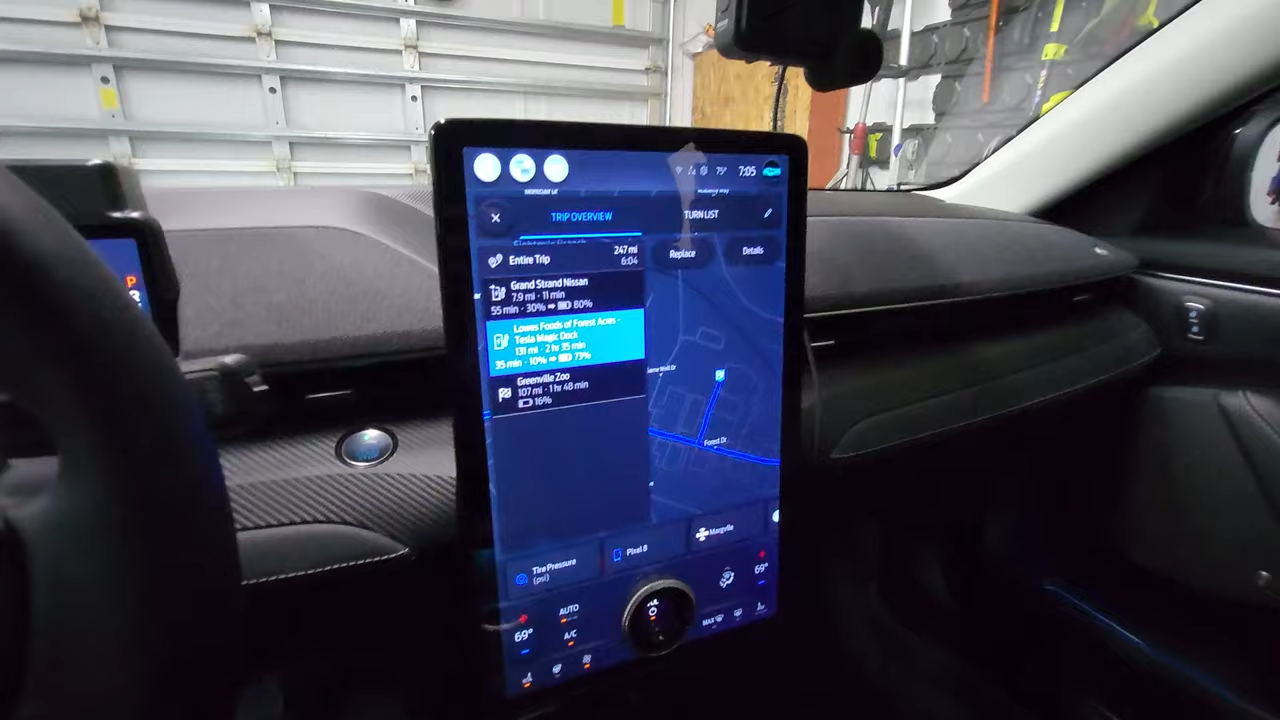 75°
7:05
Academy Way
TRIP OVERVIEW
TURN LIST
Entire Trip
247 mi
6:04
Replace
Details
Grand Strand Nissan
7.9 mi · 11 min
55 min · 30% ➡ 80%
Lowes Foods of Forest Acres -
Tesla Magic Dock
131 mi · 2 hr 35 min
35 min · 10% ➡ 73%
Greenville Zoo
107 mi · 1 hr 48 min
16%
Forest Dr
P
Tire Pressure
(psi)
Pixel 8
69°
AUTO
A/C
69°
MAX